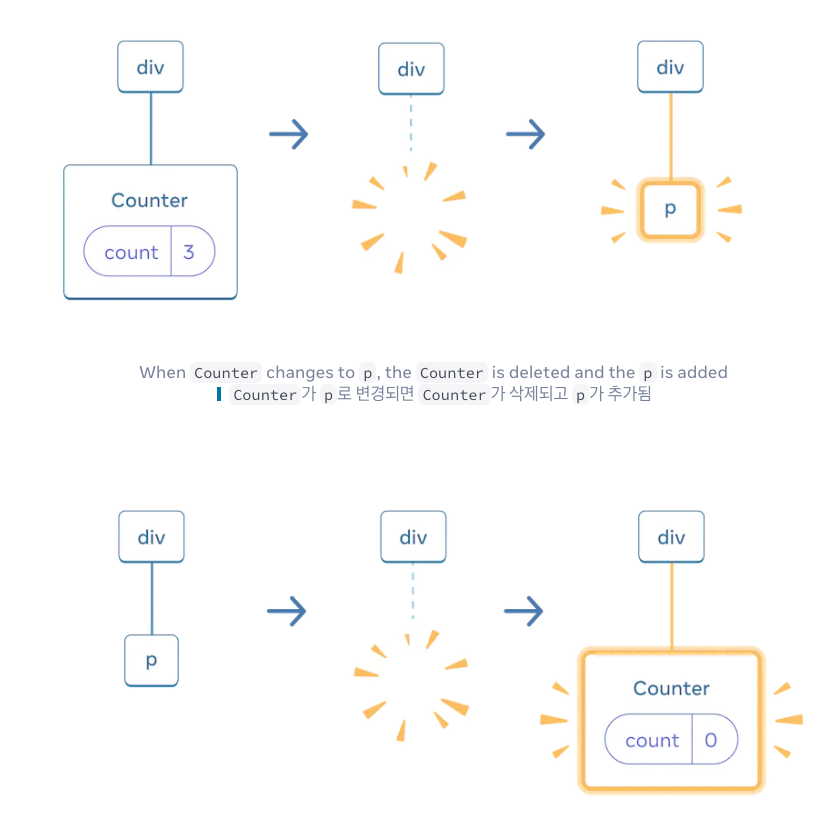 div
div
div
Counter
count 3
p
When Counter changes to p, the Counter is deleted and the p is added
Counter가 p로 변경되면 Counter가 삭제되고 p가 추가됨
div
div
div
p
Counter
count 0